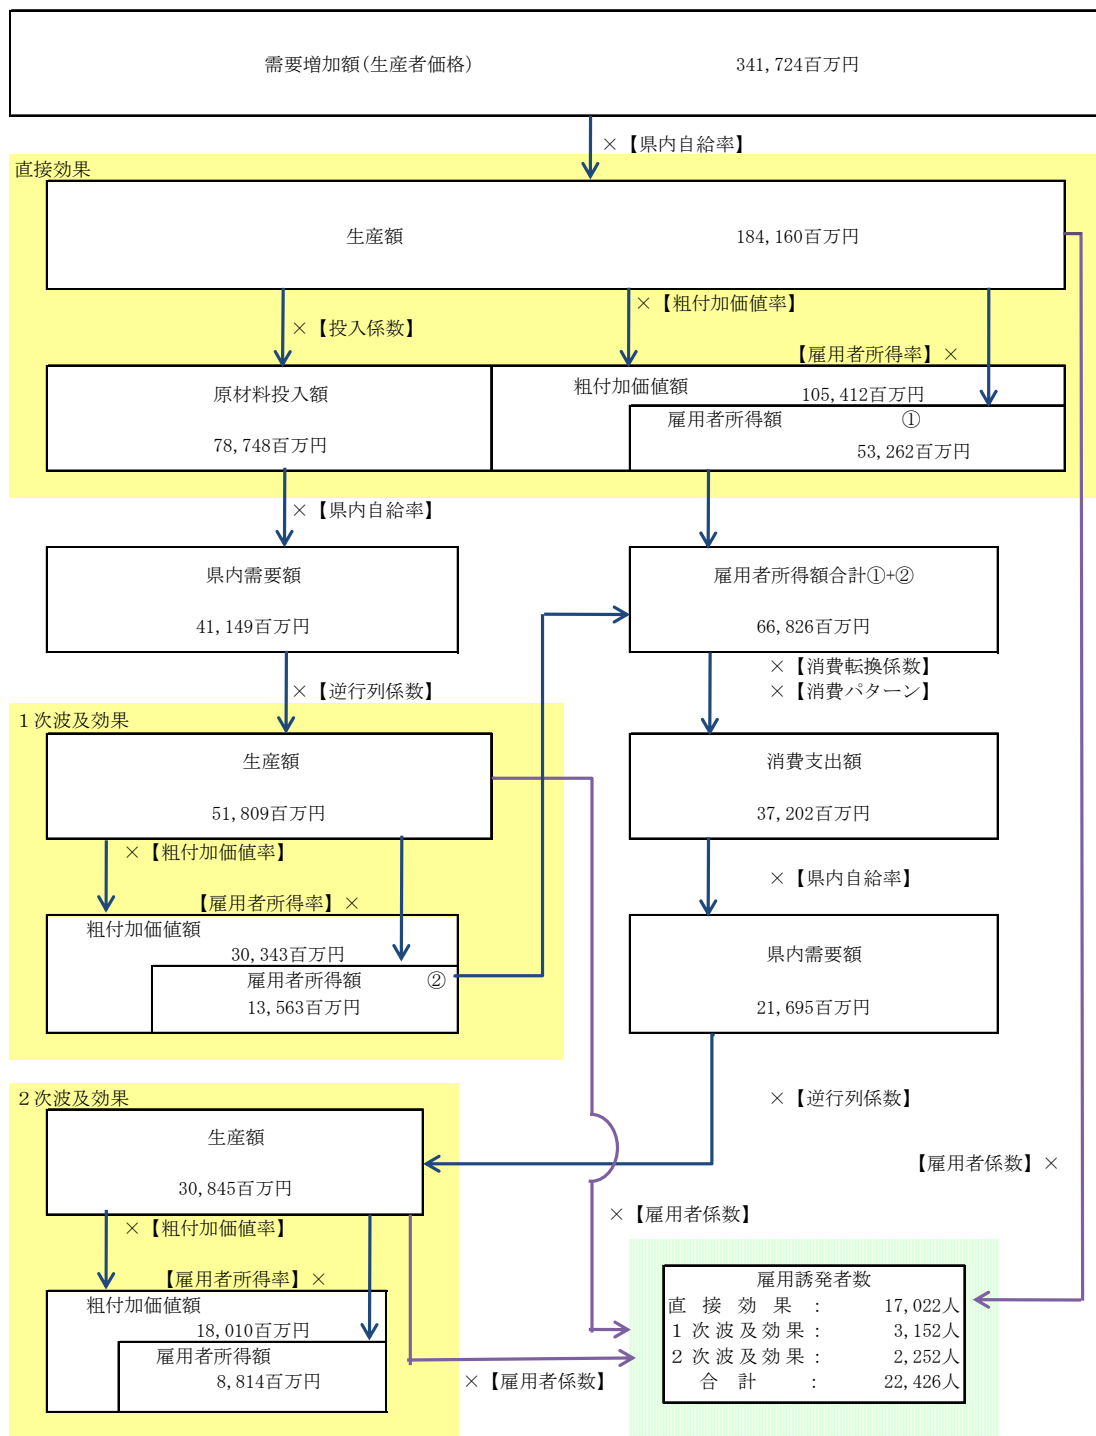 需要増加額(生産者価格) 341,724百万円
×【県内自給率】
直接効果
生産額 184,160百万円
×【粗付加価値率】
×【投入係数】
【雇用者所得率】×
原材料投入額
78,748百万円
粗付加価値額
105,412百万円
雇用者所得額 ①
53,262百万円
×【県内自給率】
県内需要額
41,149百万円
雇用者所得額合計①+②
66,826百万円
×【消費転換係数】
×【消費パターン】
×【逆行列係数】
1次波及効果
生産額
51,809百万円
消費支出額
37,202百万円
×【粗付加価値率】
×【県内自給率】
【雇用者所得率】×
粗付加価値額
30,343百万円
雇用者所得額 ②
13,563百万円
県内需要額
21,695百万円
2次波及効果
×【逆行列係数】
生産額
30,845百万円
【雇用者係数】×
×【雇用者係数】
×【粗付加価値率】
【雇用者所得率】×
粗付加価値額
18,010百万円
雇用者所得額
8,814百万円
×【雇用者係数】
雇用誘発者数
直接効果: 17,022人
1次波及効果: 3,152人
2次波及効果: 2,252人
合計: 22,426人